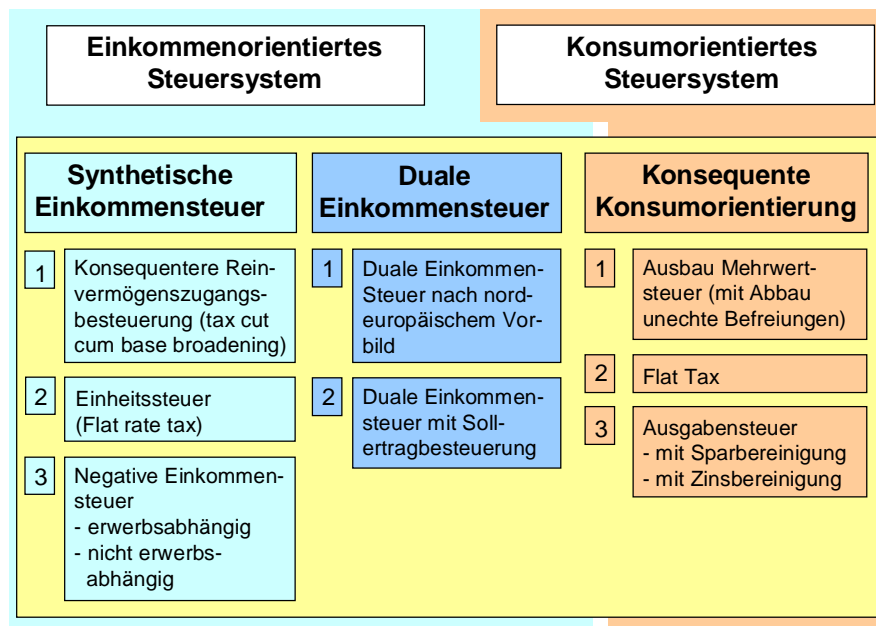 Einkommenorientiertes
Steuersystem
Konsumorientiertes
Steuersystem
Synthetische
Einkommensteuer
1
Konsequentere Rein-
vermögenszugangs-
besteuerung (tax cut
cum base broadening)
2
Einheitssteuer
(Flat rate tax)
3
Negative Einkommen-
steuer
- erwerbsabhängig
- nicht erwerbs-
abhängig
Duale
Einkommensteuer
1
Duale Einkommen-
Steuer nach nord-
europäischem Vor-
bild
2
Duale Einkommen-
steuer mit Soll-
ertragbesteuerung
Konsequente
Konsumorientierung
1
Ausbau Mehrwert-
steuer (mit Abbau
unechte Befreiungen)
2
Flat Tax
3
Ausgabensteuer
- mit Sparbereinigung
- mit Zinsbereinigung